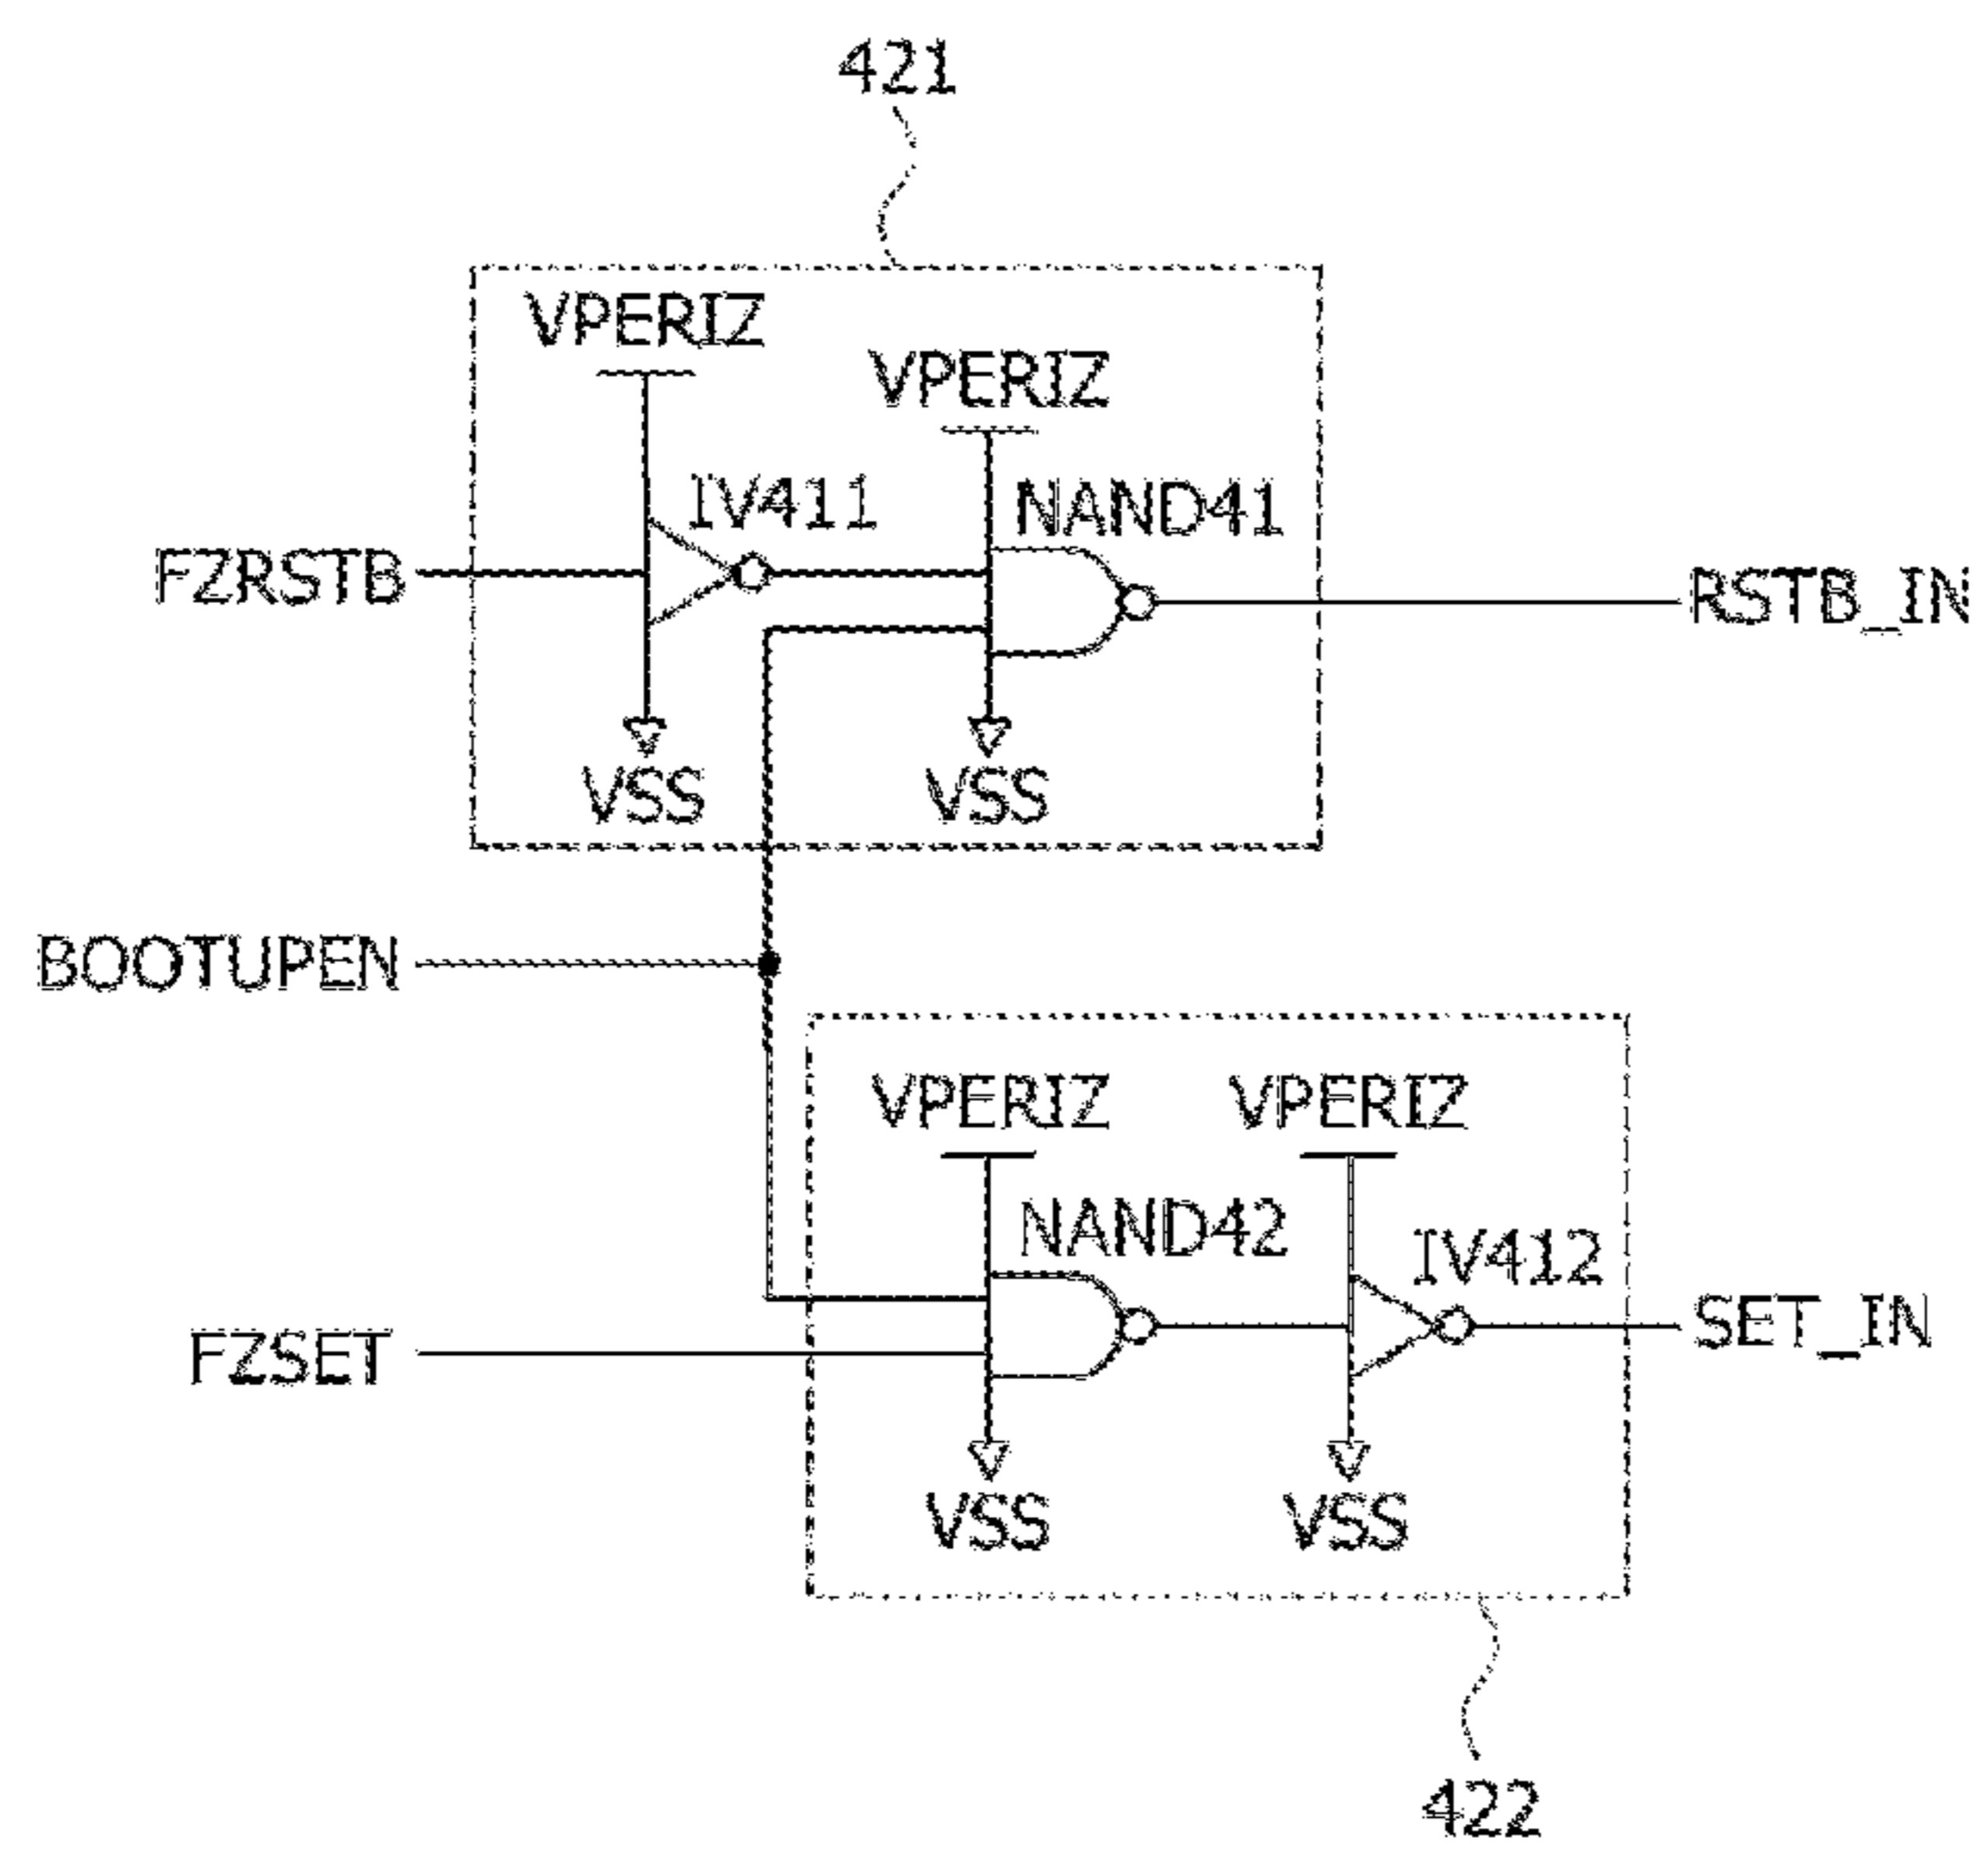 421
VPERIZ
VPERIZ
IV411
NAND41
FZRSTB
RSTB_IN
VSS
VSS
BOOTUPEN
VPERIZ
VPERIZ
NAND42
IV412
FZSET
SET_IN
VSS
VSS
422